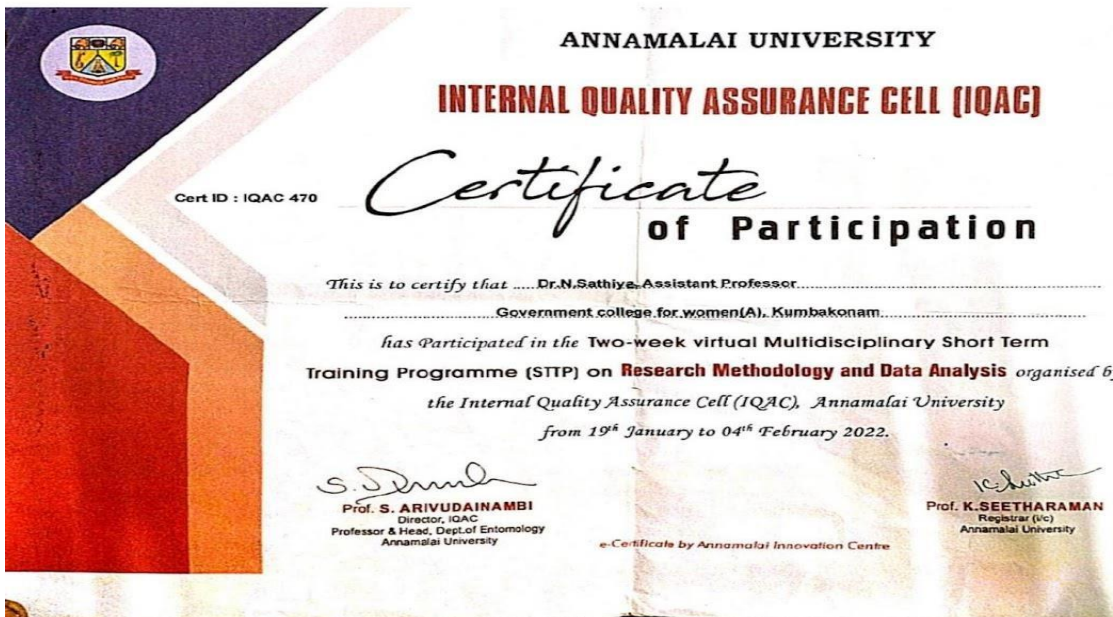 ANNAMALAI UNIVERSITY
INTERNAL QUALITY ASSURANCE CELL (IQAC)
Cert ID : IQAC 470
Certificate
of Participation
This is to certify that Dr.N.Sathiya, Assistant Professor
Government college for women(A), Kumbakonam
has Participated in the Two-week virtual Multidisciplinary Short Term
Training Programme (STTP) on Research Methodology and Data Analysis organised by
the Internal Quality Assurance Cell (IQAC), Annamalai University
from 19th January to 04th February 2022.
Prof. S. ARIVUDAINAMBI
Director, IQAC
Professor & Head, Dept.of Entomology
Annamalai University
Prof. K.SEETHARAMAN
Registrar (i/c)
Annamalai University
e-Certificate by Annamalai Innovation Centre